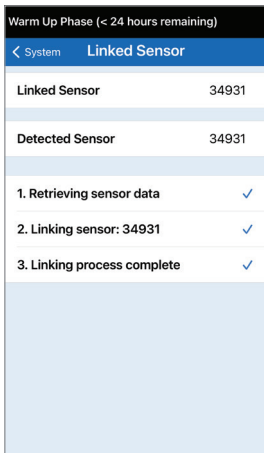 Warm Up Phase (< 24 hours remaining)
System Linked Sensor
Linked Sensor 34931
Detected Sensor 34931
1. Retrieving sensor data
2. Linking sensor: 34931
3. Linking process complete